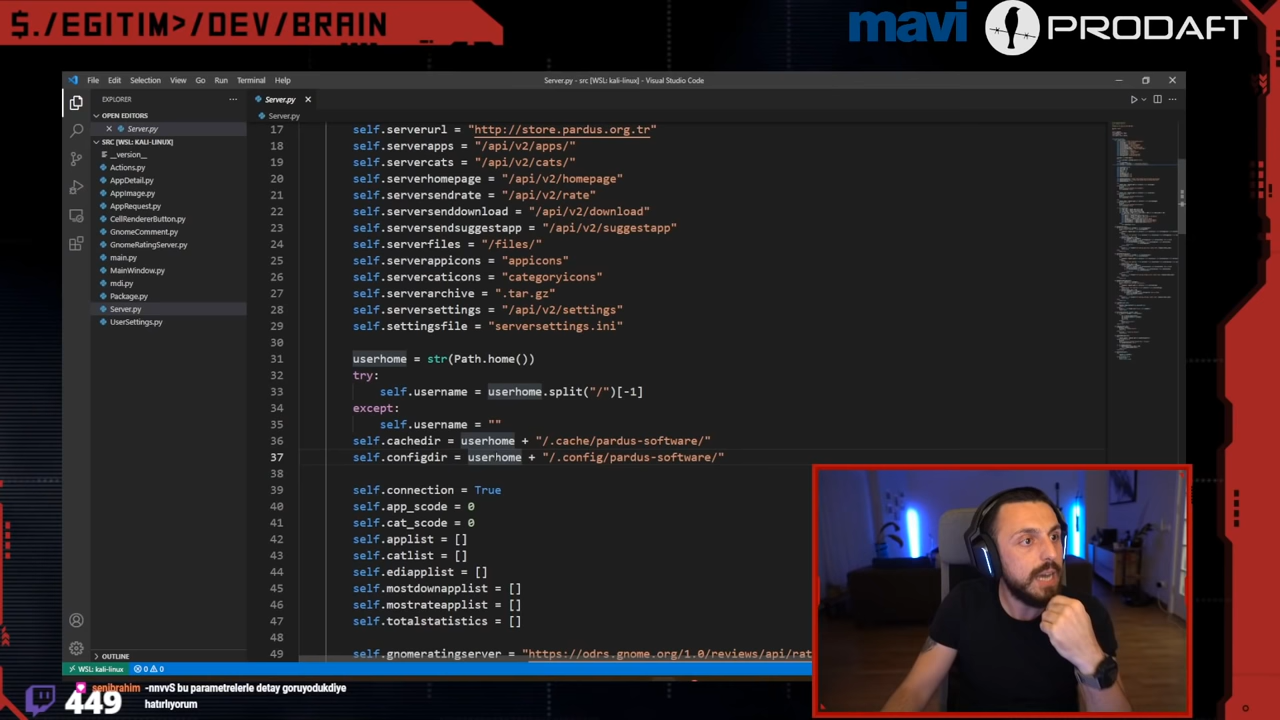 $./EGITIM>/DEV/BRAIN
mavi
PRODAFT
File Edit Selection View Go Run Terminal Help
Server.py - src [WSL: kali-linux] - Visual Studio Code
EXPLORER
OPEN EDITORS
Server.py
SRC [WSL: KALI-LINUX]
__version__
Actions.py
AppDetail.py
AppImage.py
AppRequest.py
CellRendererButton.py
GnomeComment.py
GnomeRatingServer.py
main.py
MainWindow.py
mdi.py
Package.py
Server.py
UserSettings.py
OUTLINE
Server.py
Server.py
17 self.serverurl = "http://store.pardus.org.tr"
18 self.serverapps = "/api/v2/apps/"
19 self.servercats = "/api/v2/cats/"
20 self.serverhomepage = "/api/v2/homepage"
21 self.serversendrate = "/api/v2/rate"
22 self.serversenddownload = "/api/v2/download"
23 self.serversendsuggestapp = "/api/v2/suggestapp"
24 self.serverfiles = "/files/"
25 self.serverappicons = "appicons"
26 self.servercaticons = "categoryicons"
27 self.serverarchive = ".tar.gz"
28 self.serversettings = "/api/v2/settings"
29 self.settingsfile = "serversettings.ini"
30
31 userhome = str(Path.home())
32 try:
33 self.username = userhome.split("/")[-1]
34 except:
35 self.username = ""
36 self.cachedir = userhome + "/.cache/pardus-software/"
37 self.configdir = userhome + "/.config/pardus-software/"
38
39 self.connection = True
40 self.app_scode = 0
41 self.cat_scode = 0
42 self.applist = []
43 self.catlist = []
44 self.ediapplist = []
45 self.mostdownapplist = []
46 self.mostrateapplist = []
47 self.totalstatistics = []
48
49 self.gnomeratingserver = "https://odrs.gnome.org/1.0/reviews/api/rat
WSL: kali-linux 0 0
449
senibrahim -nnvvS bu parametrelerle detay goruyodukdiye
hatırlıyorum